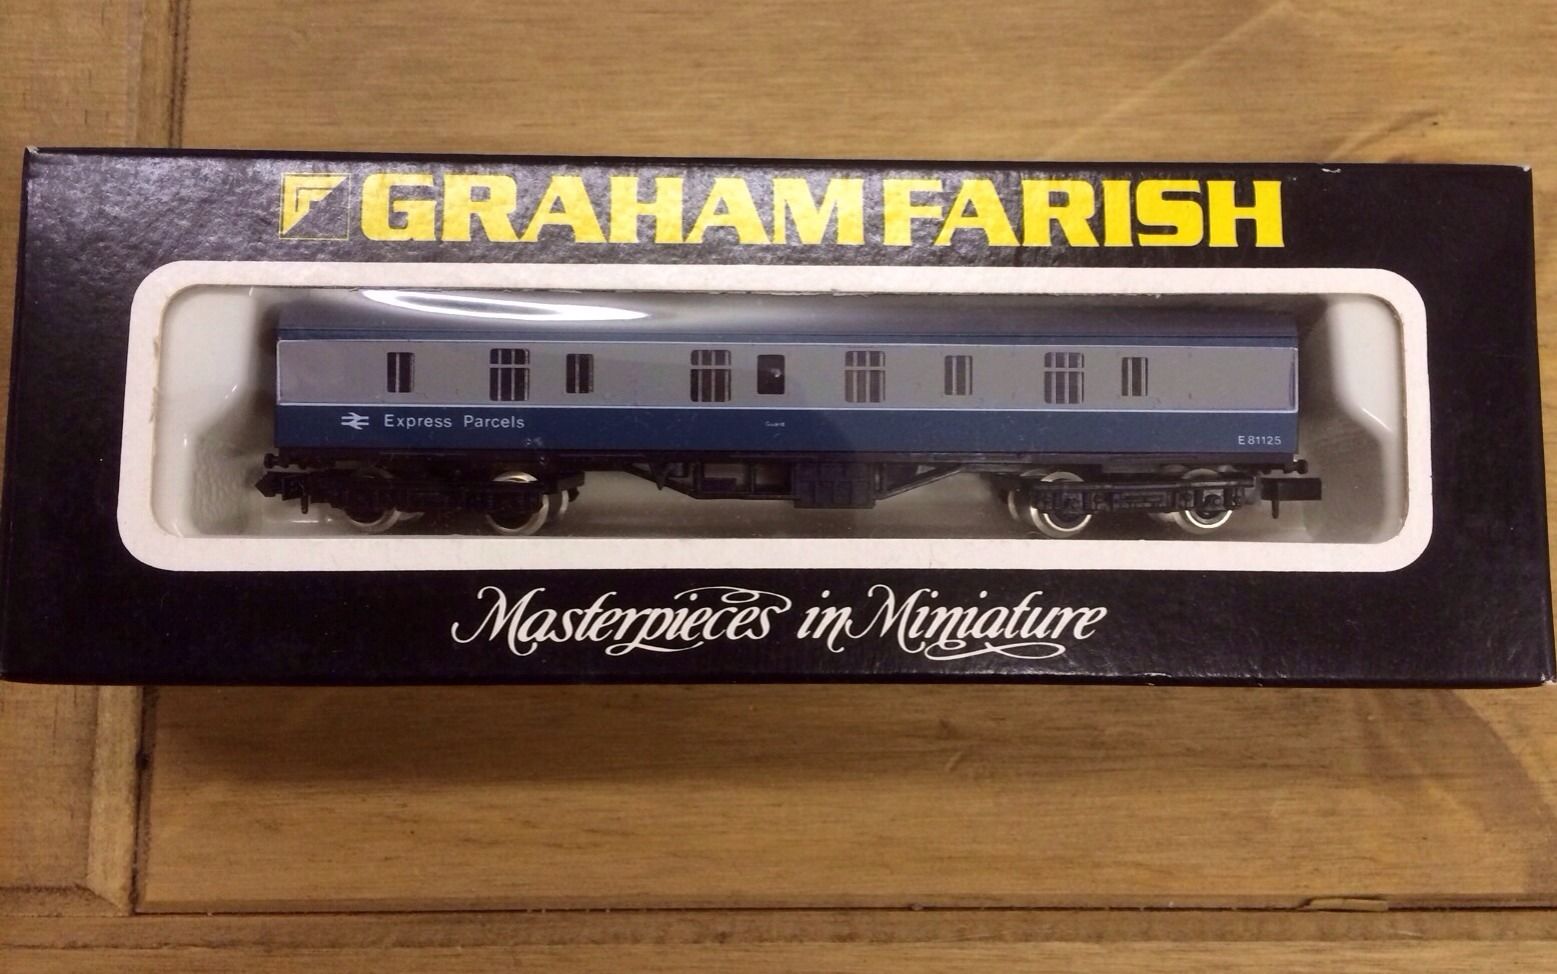 GRAHAM FARISH
Express Parcels
Guard
E 81125
Masterpieces in Miniature